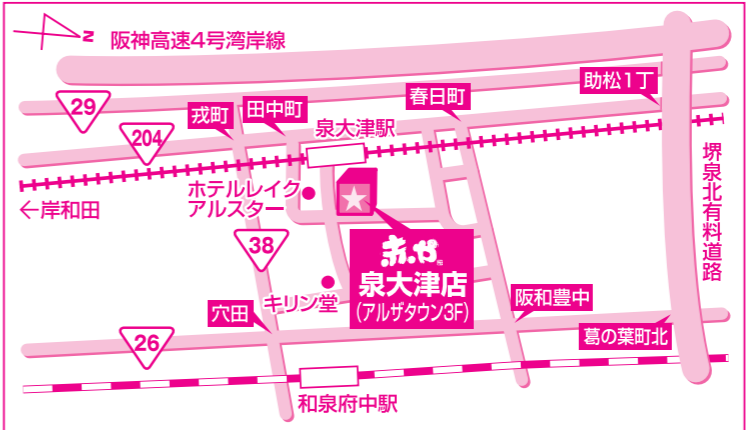 N
阪神高速4号湾岸線
29
204
戎町
田中町
泉大津駅
春日町
助松1丁
堺泉北有料道路
←岸和田
ホテルレイク
アルスター
38
キリン堂
泉大津店
(アルザタウン3F)
穴田
阪和豊中
葛の葉町北
26
和泉府中駅